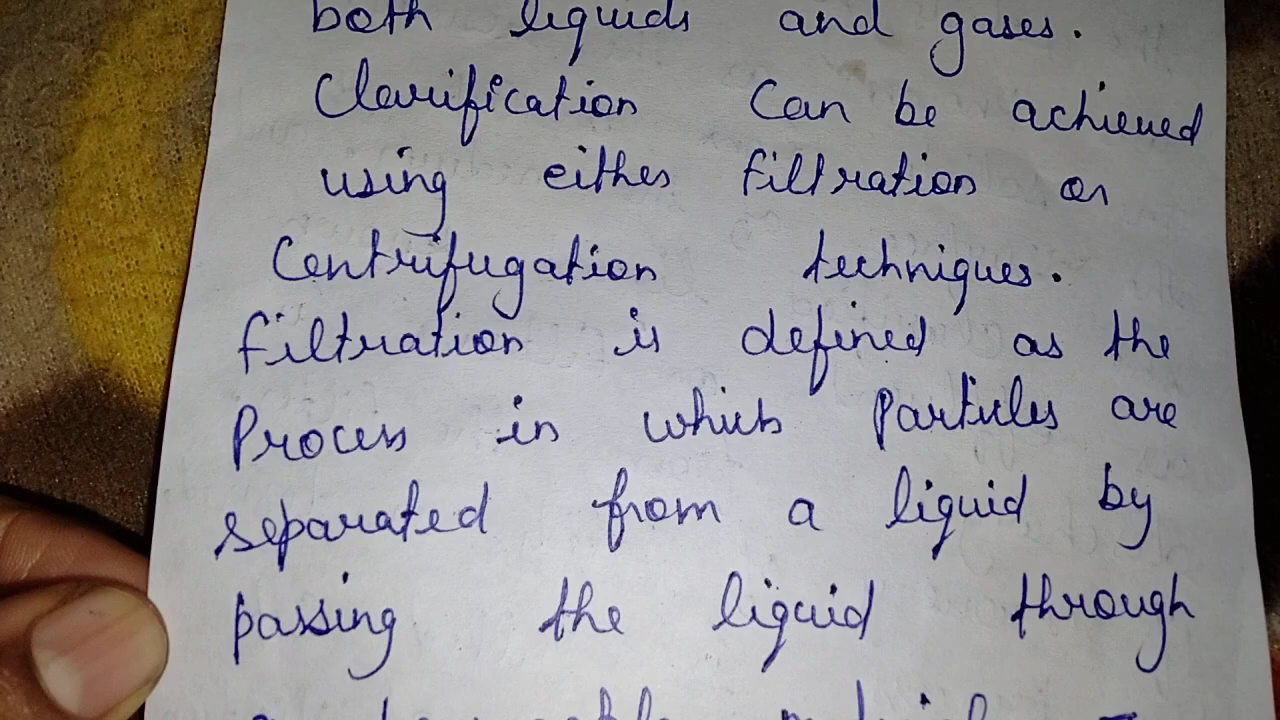 both liquids and gases.
Clarification can be achieved
using either filtration or
Centrifugation techniques.
filtration is defined as the
Process in which Particles are
separated from a liquid by
passing the liquid through